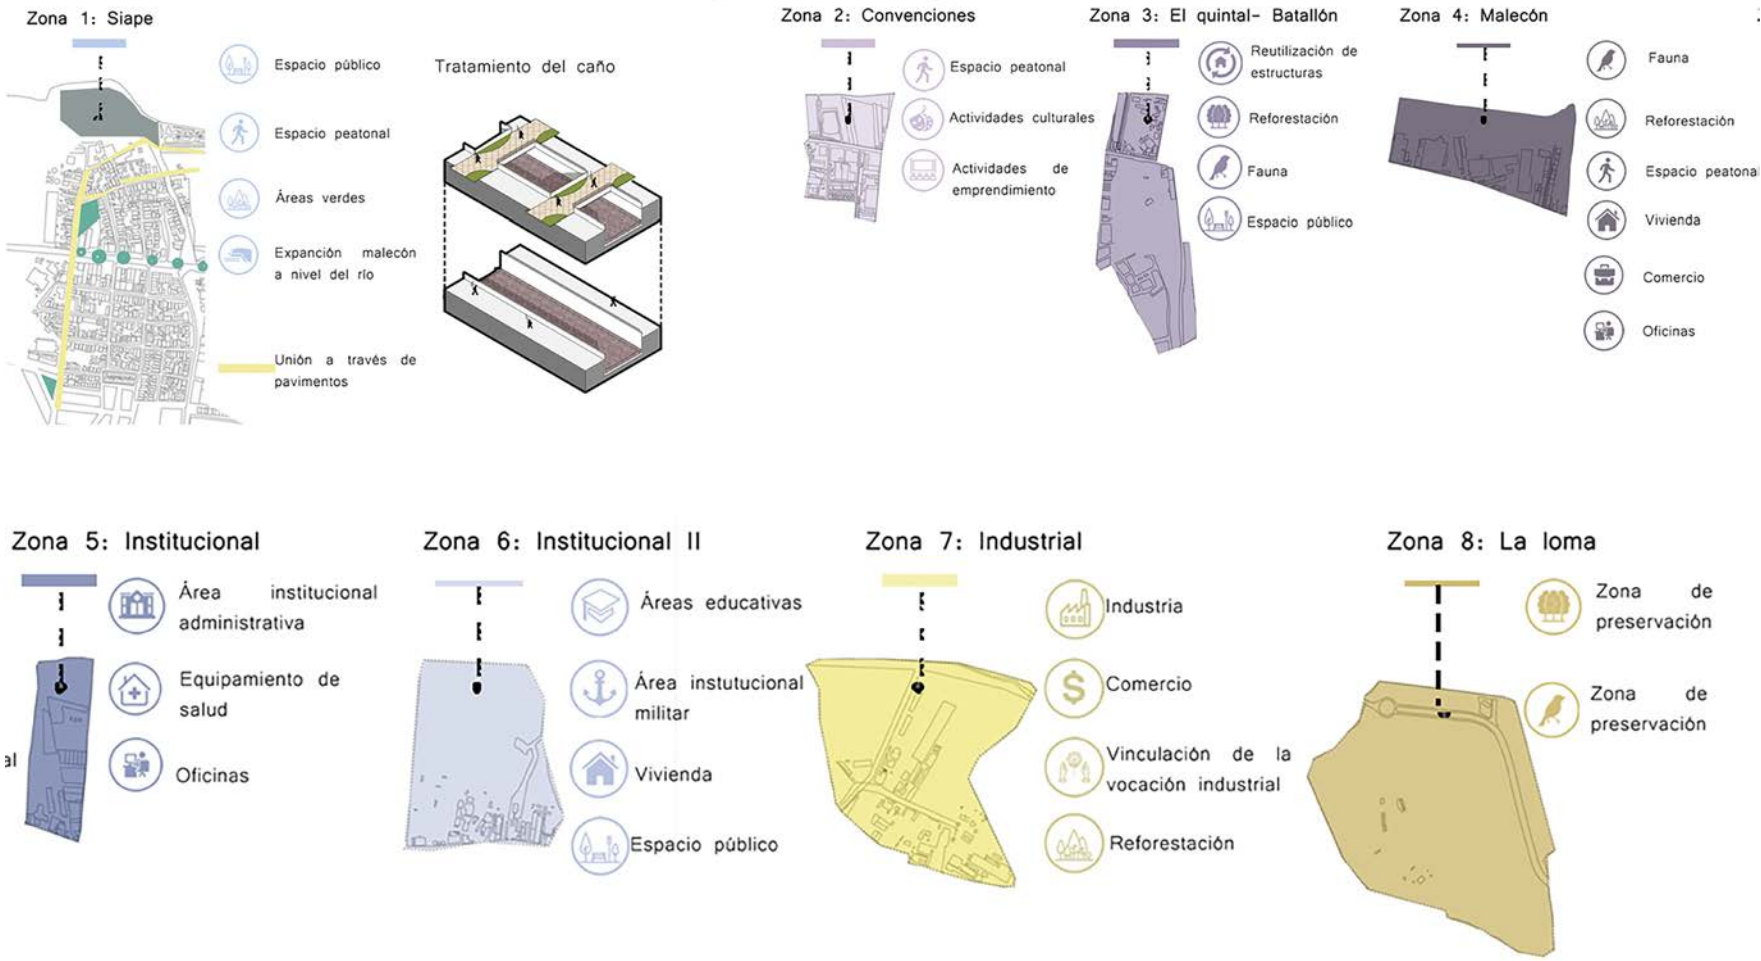 Zona 1: Siape
Espacio público
Espacio peatonal
Áreas verdes
Expanción malecón
a nivel del río
Unión a través de
pavimentos
Tratamiento del caño
Zona 2: Convenciones
Espacio peatonal
Actividades culturales
Actividades de
emprendimiento
Zona 3: El quintal- Batallón
Reutilización de
estructuras
Reforestación
Fauna
Espacio público
Zona 4: Malecón
Fauna
Reforestación
Espacio peatonal
Vivienda
Comercio
Oficinas
Zona 5: Institucional
Área institucional
administrativa
Equipamiento de
salud
Oficinas
al
Zona 6: Institucional II
Áreas educativas
Área instutucional
militar
Vivienda
Espacio público
Zona 7: Industrial
Industria
$
Comercio
Vinculación de la
vocación industrial
Reforestación
Zona 8: La loma
Zona de
preservación
Zona de
preservación